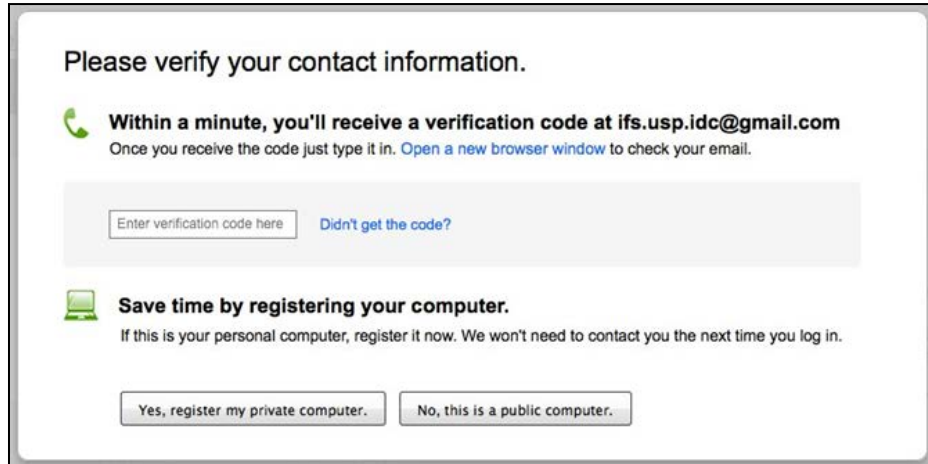 Please verify your contact information.
Within a minute, you'll receive a verification code at ifs.usp.idc@gmail.com
Once you receive the code just type it in. Open a new browser window to check your email.
Enter verification code here
Didn't get the code?
Save time by registering your computer.
If this is your personal computer, register it now. We won't need to contact you the next time you log in.
Yes, register my private computer.
No, this is a public computer.